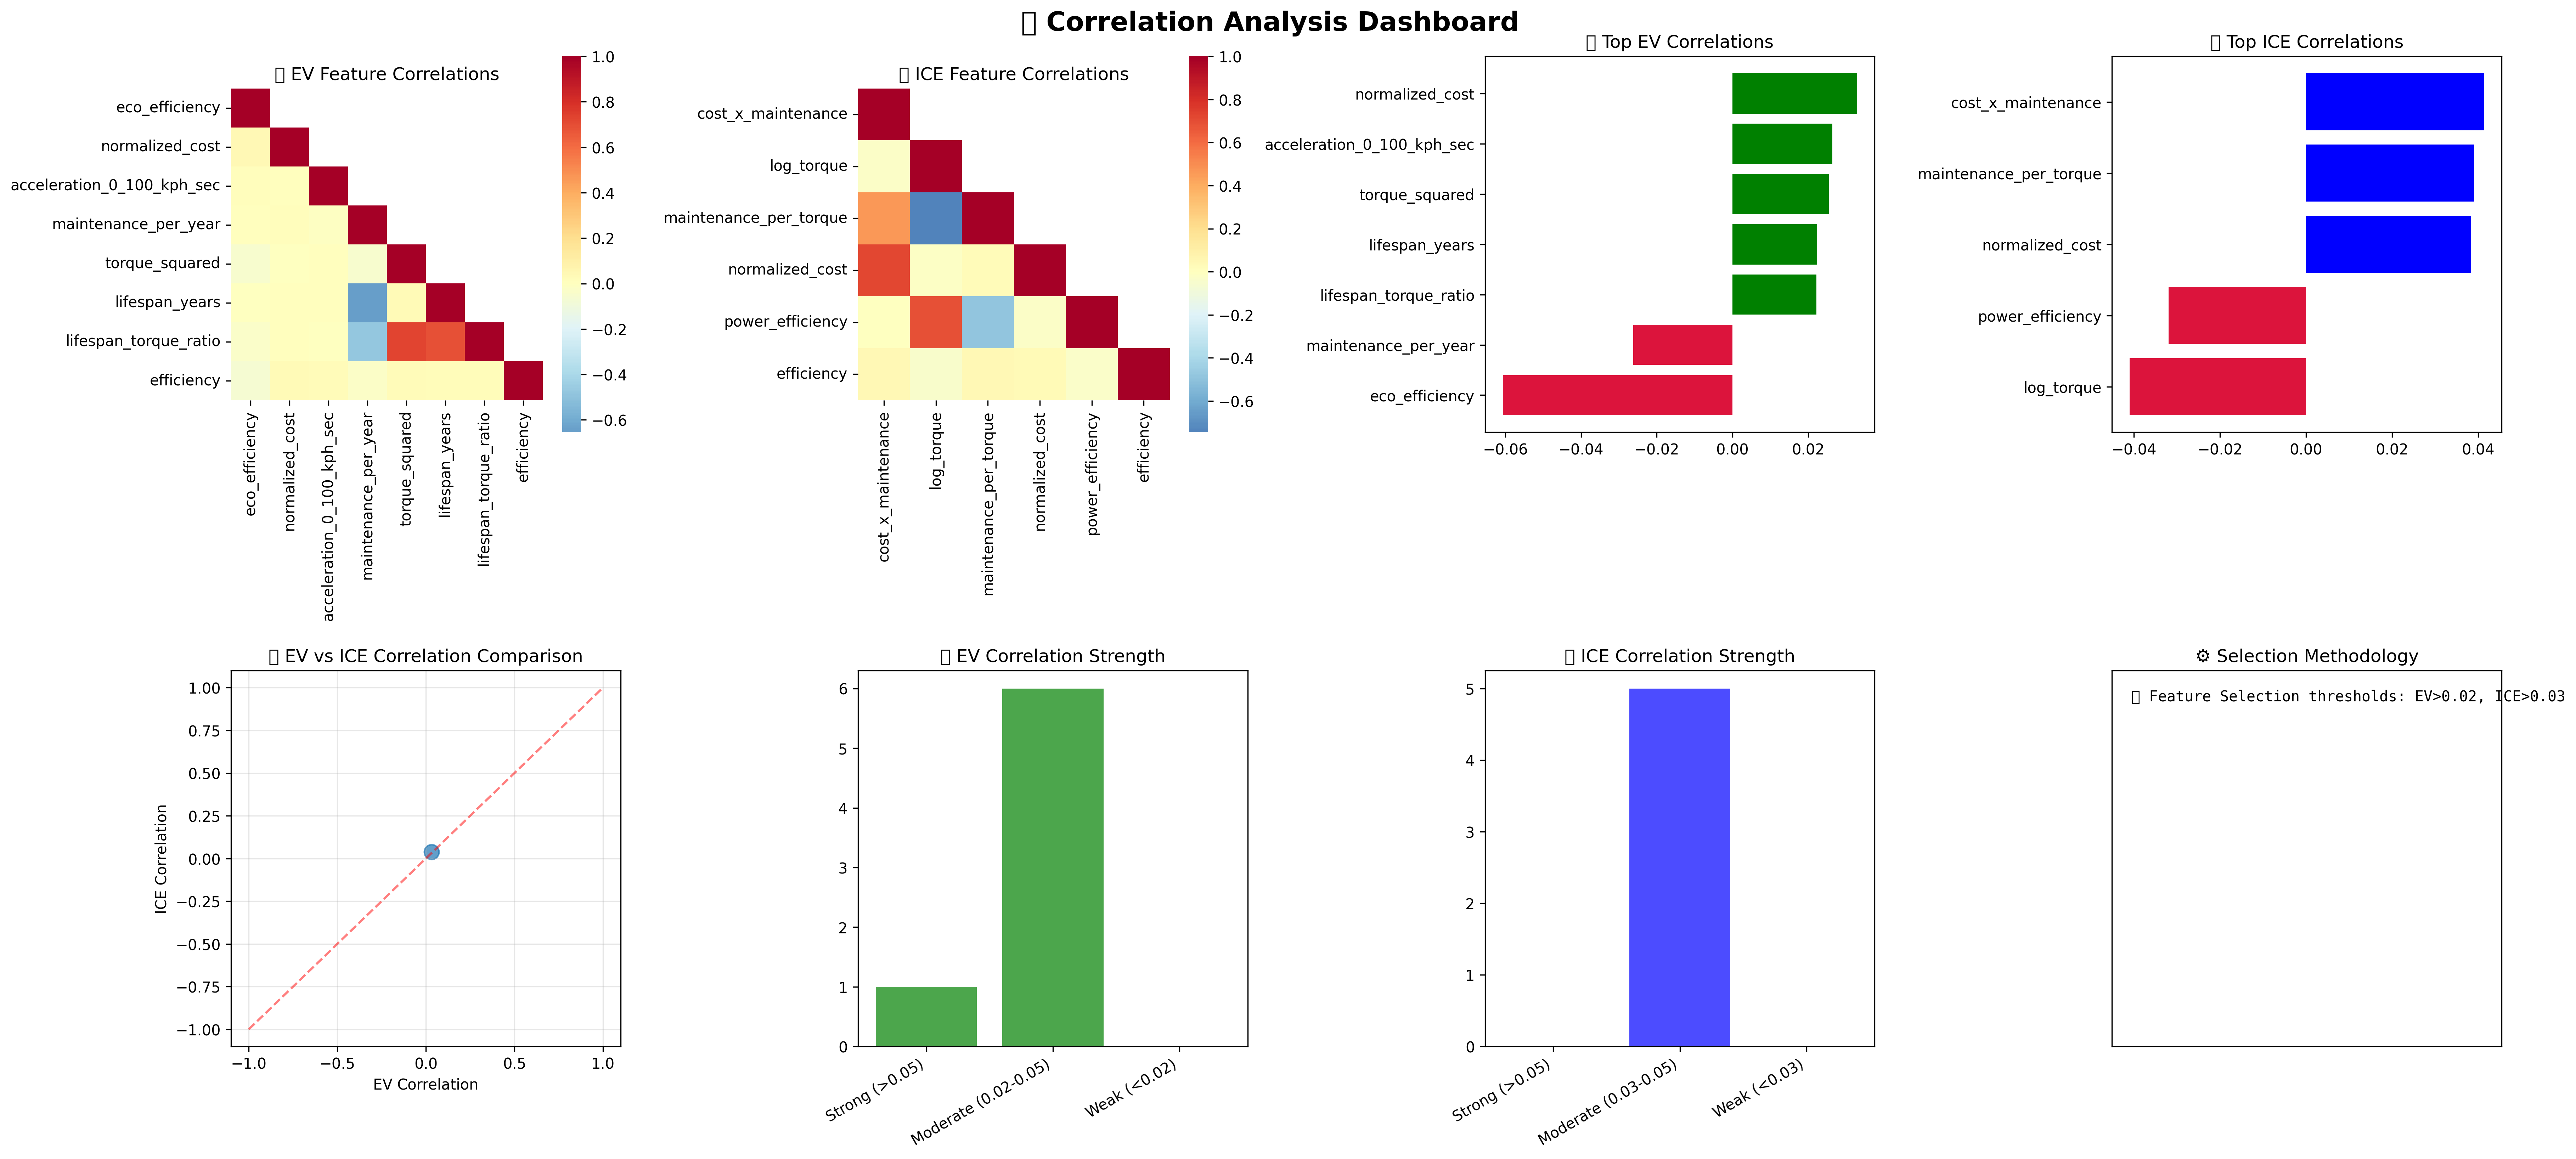 ▯ Correlation Analysis Dashboard
▯ EV Feature Correlations
eco_efficiency
normalized_cost
acceleration_0_100_kph_sec
maintenance_per_year
torque_squared
lifespan_years
lifespan_torque_ratio
efficiency
eco_efficiency
normalized_cost
acceleration_0_100_kph_sec
maintenance_per_year
torque_squared
lifespan_years
lifespan_torque_ratio
efficiency
1.0
0.8
0.6
0.4
0.2
0.0
−0.2
−0.4
−0.6
▯ ICE Feature Correlations
cost_x_maintenance
log_torque
maintenance_per_torque
normalized_cost
power_efficiency
efficiency
cost_x_maintenance
log_torque
maintenance_per_torque
normalized_cost
power_efficiency
efficiency
1.0
0.8
0.6
0.4
0.2
0.0
−0.2
−0.4
−0.6
▯ Top EV Correlations
normalized_cost
acceleration_0_100_kph_sec
torque_squared
lifespan_years
lifespan_torque_ratio
maintenance_per_year
eco_efficiency
−0.06 −0.04 −0.02 0.00 0.02
▯ Top ICE Correlations
cost_x_maintenance
maintenance_per_torque
normalized_cost
power_efficiency
log_torque
−0.04 −0.02 0.00 0.02 0.04
▯ EV vs ICE Correlation Comparison
ICE Correlation
1.00
0.75
0.50
0.25
0.00
−0.25
−0.50
−0.75
−1.00
−1.0 −0.5 0.0 0.5 1.0
EV Correlation
▯ EV Correlation Strength
6
5
4
3
2
1
0
Strong (>0.05)
Moderate (0.02-0.05)
Weak (<0.02)
▯ ICE Correlation Strength
5
4
3
2
1
0
Strong (>0.05)
Moderate (0.03-0.05)
Weak (<0.03)
⚙ Selection Methodology
▯ Feature Selection thresholds: EV>0.02, ICE>0.03